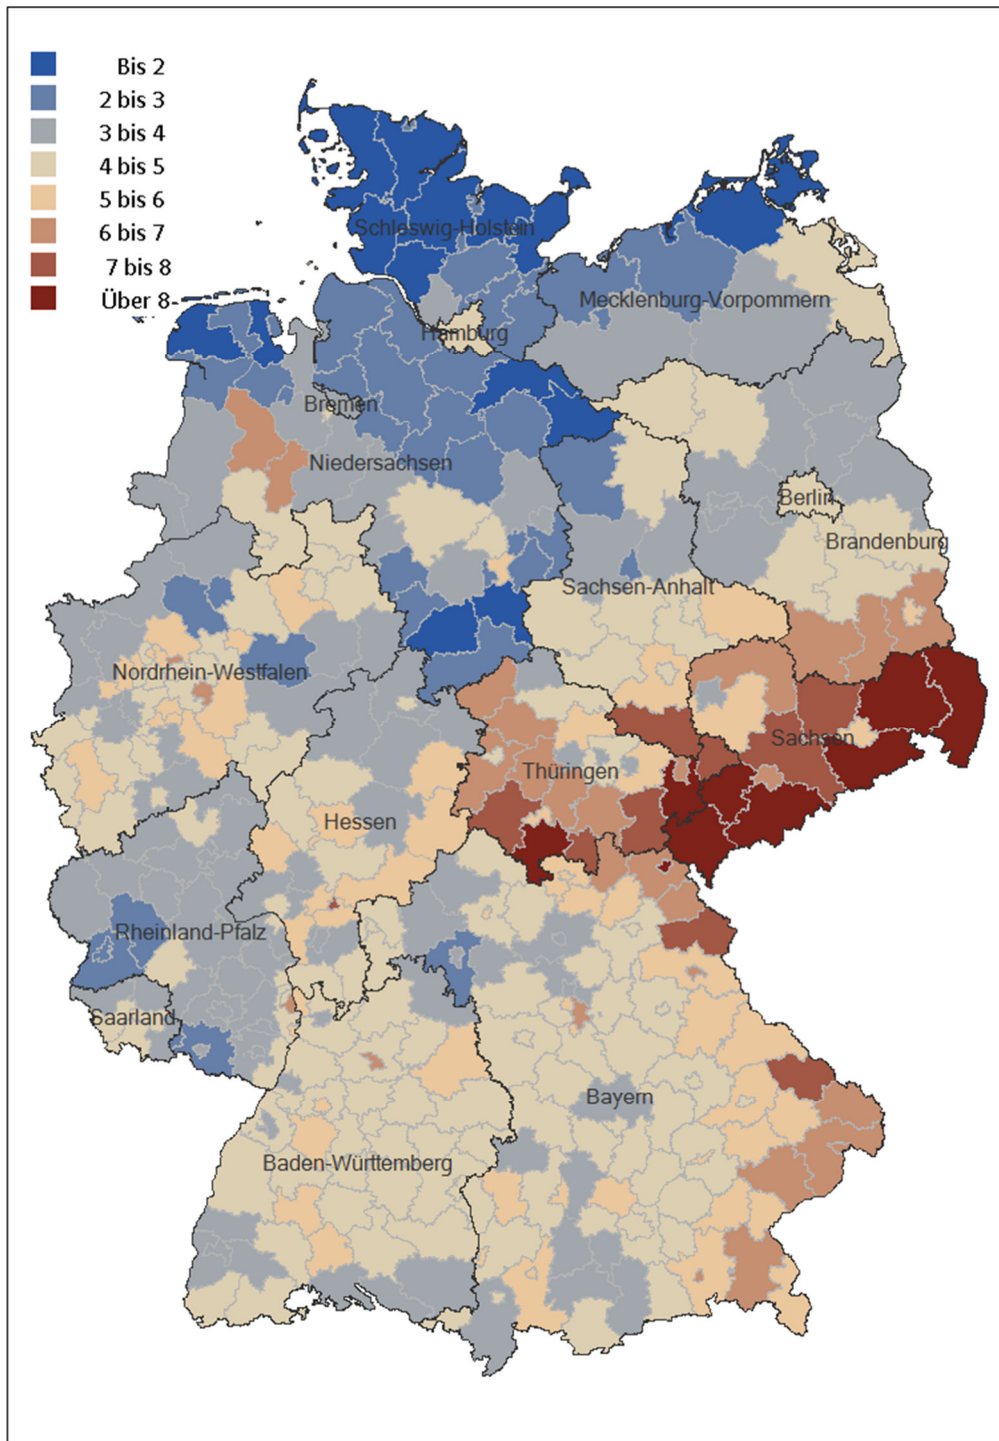 Bis 2
2 bis 3
3 bis 4
4 bis 5
5 bis 6
6 bis 7
7 bis 8
Über 8
Schleswig-Holstein
Mecklenburg-Vorpommern
Hamburg
Bremen
Niedersachsen
Berlin
Brandenburg
Sachsen-Anhalt
Nordrhein-Westfalen
Sachsen
Thüringen
Hessen
Rheinland-Pfalz
Saarland
Bayern
Baden-Württemberg